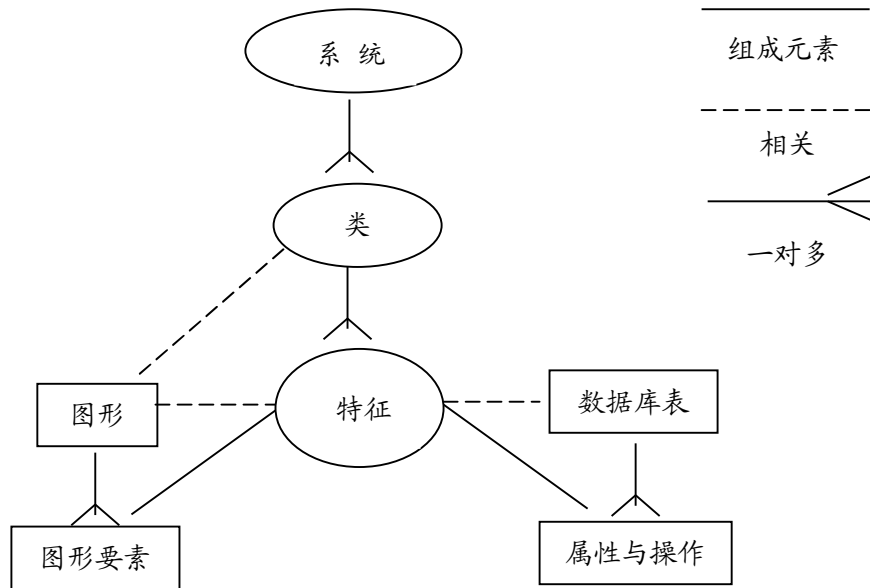 系 统
组成元素
相关
类
一对多
图形
特征
数据库表
图形要素
属性与操作